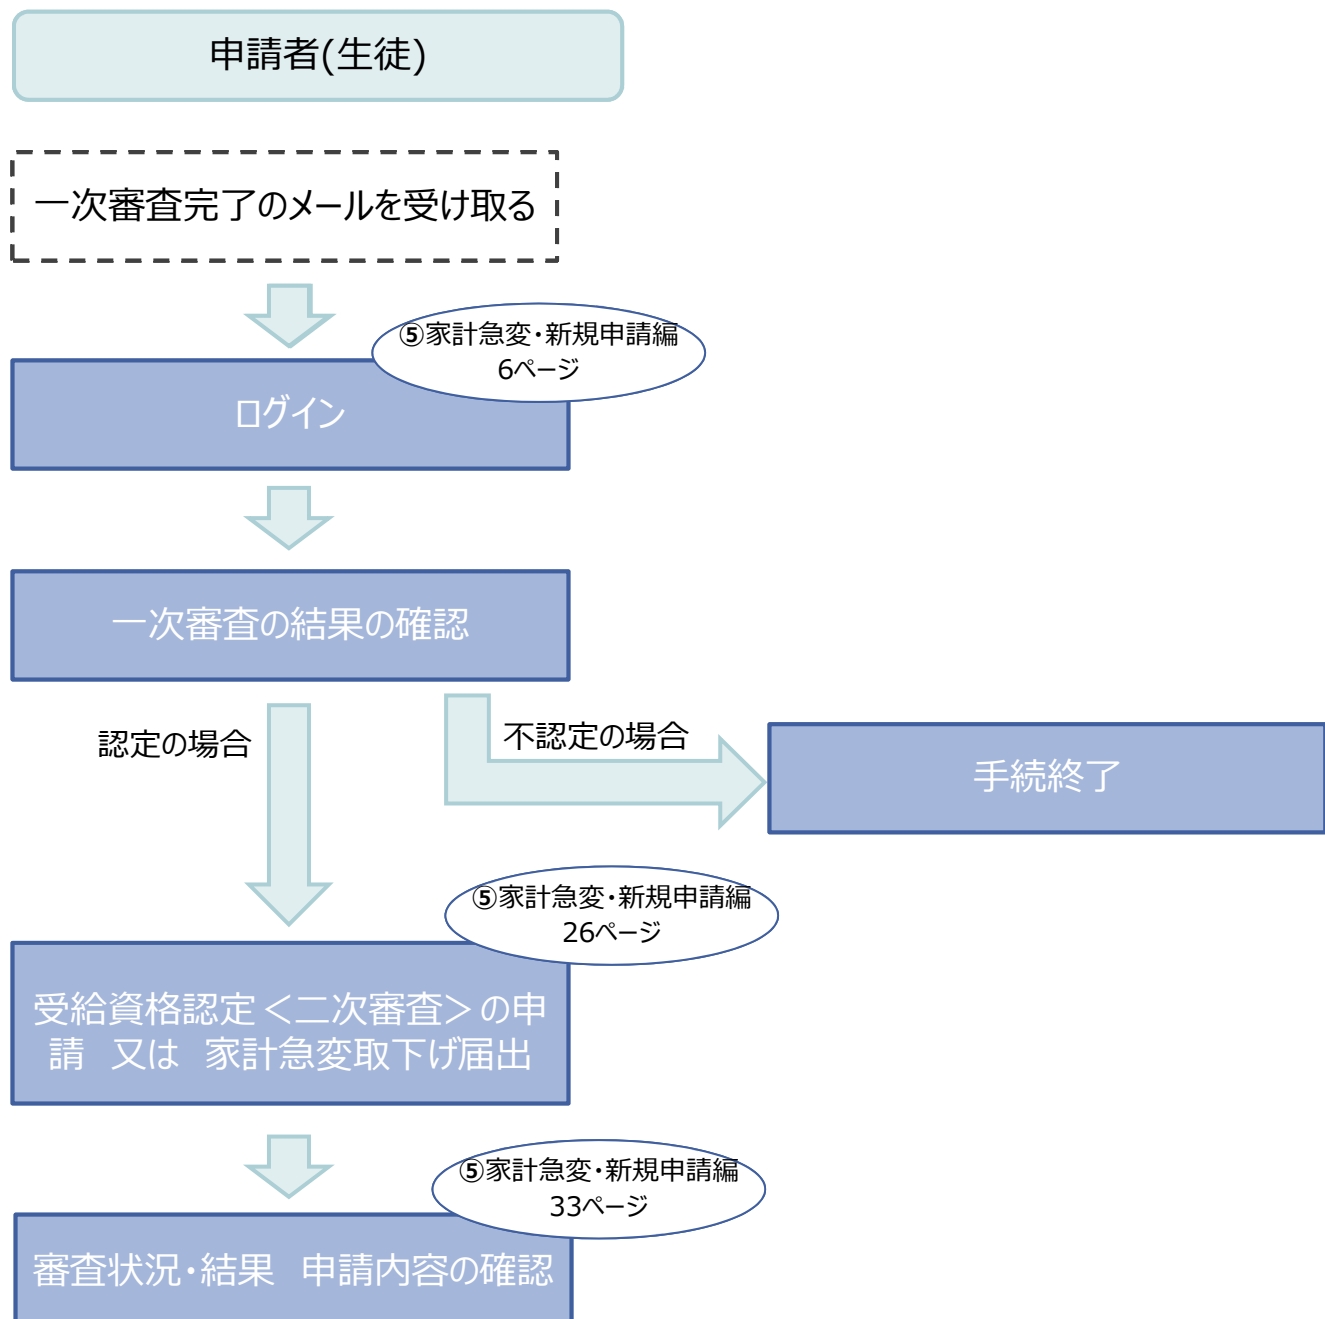 申請者(生徒)
一次審査完了のメールを受け取る
⑤家計急変・新規申請編
6ページ
ログイン
一次審査の結果の確認
認定の場合
不認定の場合
手続終了
⑤家計急変・新規申請編
26ページ
受給資格認定<二次審査>の申
請　又は　家計急変取下げ届出
⑤家計急変・新規申請編
33ページ
審査状況・結果　申請内容の確認